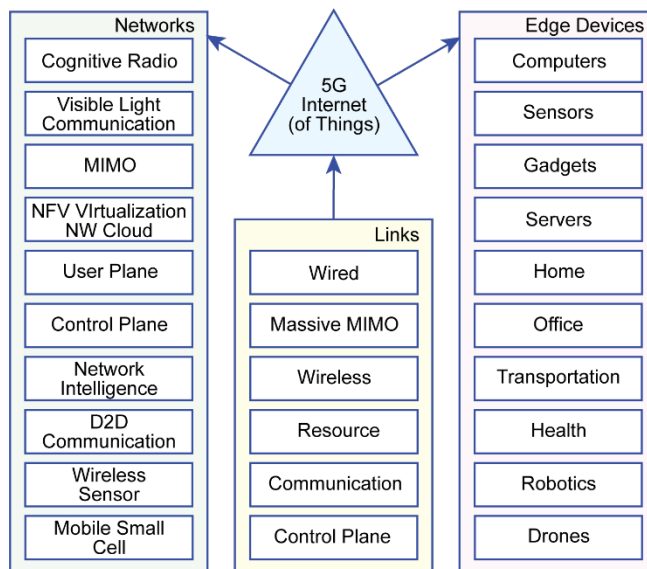 Networks
Cognitive Radio
Visible Light
Communication
MIMO
NFV VIrtualization
NW Cloud
User Plane
Control Plane
Network
Intelligence
D2D
Communication
Wireless
Sensor
Mobile Small
Cell
5G
Internet
(of Things)
Links
Wired
Massive MIMO
Wireless
Resource
Communication
Control Plane
Edge Devices
Computers
Sensors
Gadgets
Servers
Home
Office
Transportation
Health
Robotics
Drones